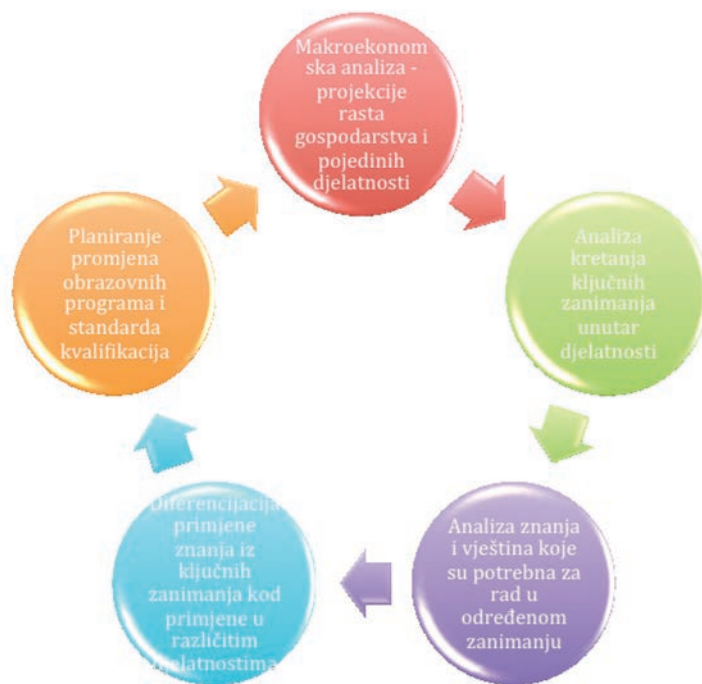 Makroekonom
ska analiza -
projekcije
rasta
gospodarstva i
pojedinih
djelatnosti
Analiza
kretanja
ključnih
zanimanja
unutar
djelatnosti
Analiza znanja
i vještina koje
su potrebna za
rad u
određenom
zanimanju
Diferencijacija
primjene
znanja iz
ključnih
zanimanja kod
primjene u
različitim
djelatnostima
Planiranje
promjena
obrazovnih
programa i
standarda
kvalifikacija